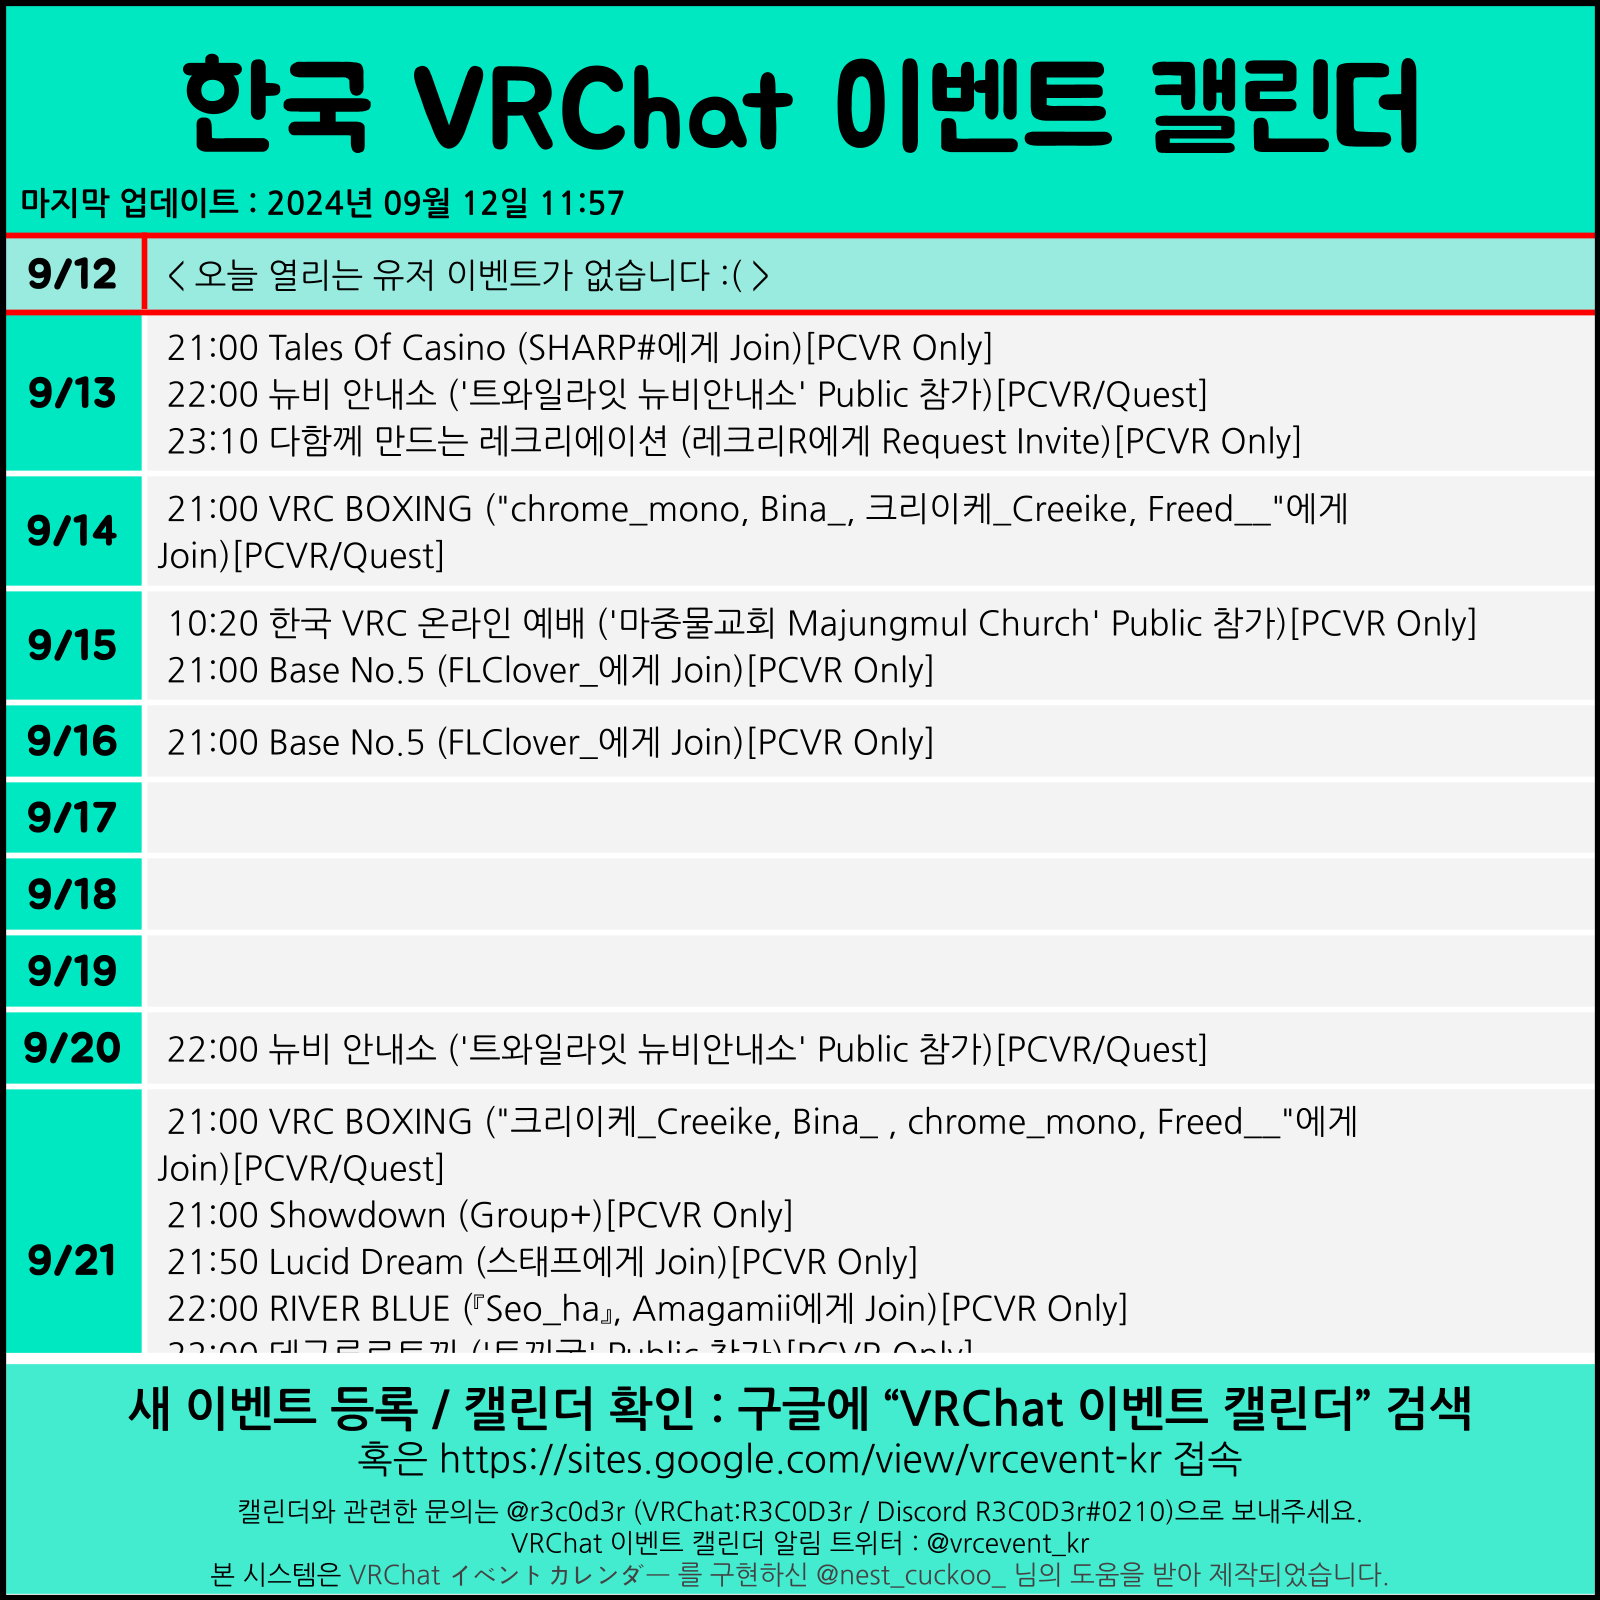 한국 VRChat 이벤트 캘린더
마지막 업데이트 : 2024년 09월 12일 11:57
9/12
< 오늘 열리는 유저 이벤트가 없습니다 :( >
9/13
21:00 Tales Of Casino (SHARP#에게 Join)[PCVR Only]
22:00 뉴비 안내소 ('트와일라잇 뉴비안내소' Public 참가)[PCVR/Quest]
23:10 다함께 만드는 레크리에이션 (레크리R에게 Request Invite)[PCVR Only]
9/14
21:00 VRC BOXING ("chrome_mono, Bina_, 크리이케_Creeike, Freed__"에게
Join)[PCVR/Quest]
9/15
10:20 한국 VRC 온라인 예배 ('마중물교회 Majungmul Church' Public 참가)[PCVR Only]
21:00 Base No.5 (FLClover_에게 Join)[PCVR Only]
9/16
21:00 Base No.5 (FLClover_에게 Join)[PCVR Only]
9/17
9/18
9/19
9/20
22:00 뉴비 안내소 ('트와일라잇 뉴비안내소' Public 참가)[PCVR/Quest]
9/21
21:00 VRC BOXING ("크리이케_Creeike, Bina_ , chrome_mono, Freed__"에게
Join)[PCVR/Quest]
21:00 Showdown (Group+)[PCVR Only]
21:50 Lucid Dream (스태프에게 Join)[PCVR Only]
22:00 RIVER BLUE (『Seo_ha』, Amagamii에게 Join)[PCVR Only]
Public 참가)[PCVR Only]
새 이벤트 등록 / 캘린더 확인 : 구글에 “VRChat 이벤트 캘린더” 검색
혹은 https://sites.google.com/view/vrcevent-kr 접속
캘린더와 관련한 문의는 @r3c0d3r (VRChat:R3C0D3r / Discord R3C0D3r#0210)으로 보내주세요.
VRChat 이벤트 캘린더 알림 트위터 : @vrcevent_kr
본 시스템은 VRChat イベントカレンダー 를 구현하신 @nest_cuckoo_ 님의 도움을 받아 제작되었습니다.